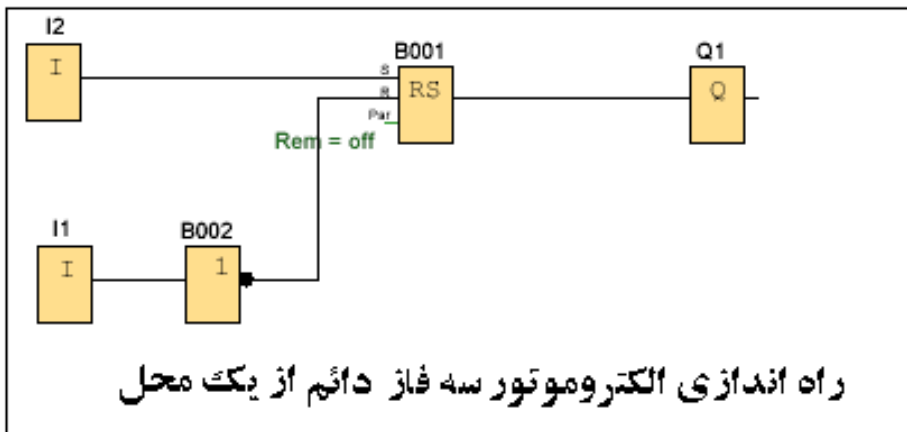 I2
I
B001
S
R
Par
RS
Rem = off
Q1
Q
I1
I
B002
1
راه اندازی الکتروموتور سه فاز دائم از یک محل